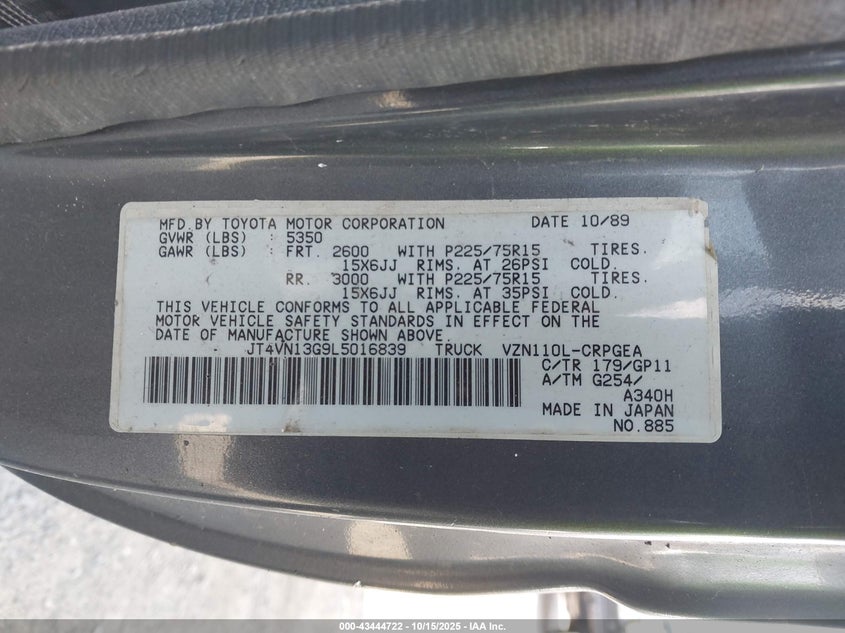 MFD.BY TOYOTA MOTOR CORPORATION DATE 10/89
GVWR (LBS) : 5350
GAWR (LBS) : FRT. 2600 WITH P225/75R15 TIRES.
15X6JJ RIMS. AT 26PSI COLD.
RR. 3000 WITH P225/75R15 TIRES.
15X6JJ RIMS. AT 35PSI COLD.
THIS VEHICLE CONFORMS TO ALL APPLICABLE FEDERAL
MOTOR VEHICLE SAFETY STANDARDS IN EFFECT ON THE
DATE OF MANUFACTURE SHOWN ABOVE.
JT4VN13G9L5016839 TRUCK VZN110L-CRPGEA
C/TR 179/GP11
A/TM G254/
A340H
MADE IN JAPAN
NO.885
000-43444722 - 10/15/2025 - IAA Inc.